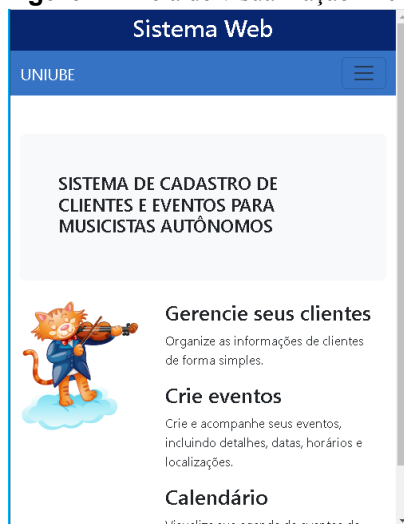 Sistema Web
UNIUBE
SISTEMA DE CADASTRO DE
CLIENTES E EVENTOS PARA
MUSICISTAS AUTÔNOMOS
Gerencie seus clientes
Organize as informações de clientes
de forma simples.
Crie eventos
Crie e acompanhe seus eventos,
incluindo detalhes, datas, horários e
localizações.
Calendário